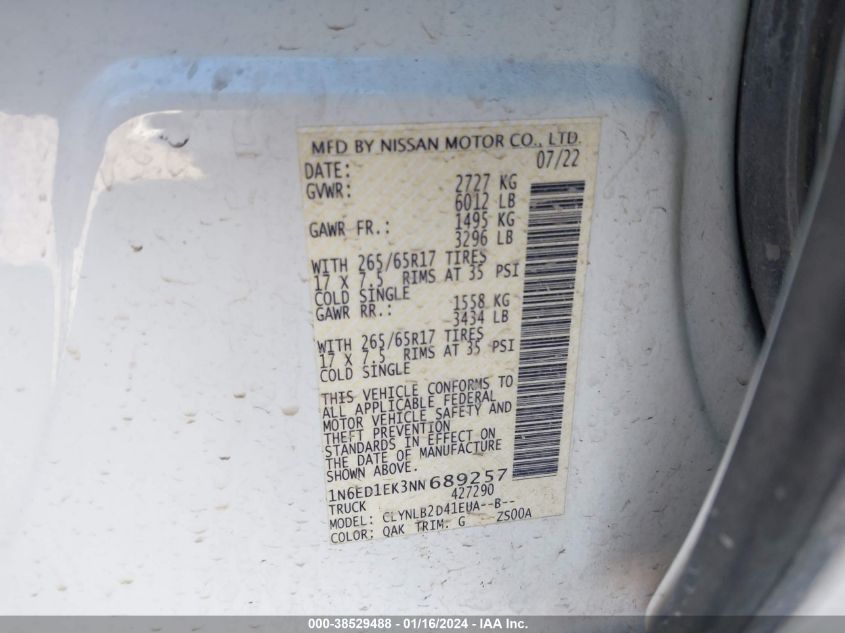 MFD BY NISSAN MOTOR CO., LTD.
DATE: 07/22
GVWR: 2727 KG
6012 LB
GAWR FR.: 1495 KG
3296 LB
WITH 265/65R17 TIRES
17 X 7.5 RIMS AT 35 PSI
COLD SINGLE
GAWR RR.: 1558 KG
3434 LB
WITH 265/65R17 TIRES
17 X 7.5 RIMS AT 35 PSI
COLD SINGLE
THIS VEHICLE CONFORMS TO
ALL APPLICABLE FEDERAL
MOTOR VEHICLE SAFETY AND
THEFT PREVENTION
STANDARDS IN EFFECT ON
THE DATE OF MANUFACTURE
SHOWN ABOVE.
1N6ED1EK3NN689257
TRUCK 427290
MODEL: CLYNLB2D41EUA--B--
COLOR: QAK TRIM: G ZS00A
000-38529488 - 01/16/2024 - IAA Inc.